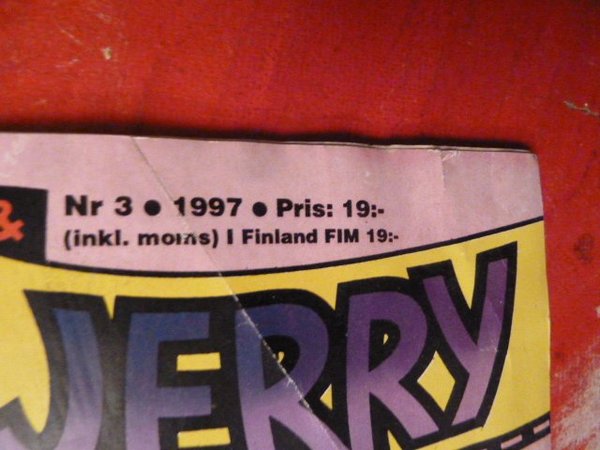 Nr 3 ● 1997 ● Pris: 19:-
& (inkl. moms) I Finland FIM 19:-
JERRY